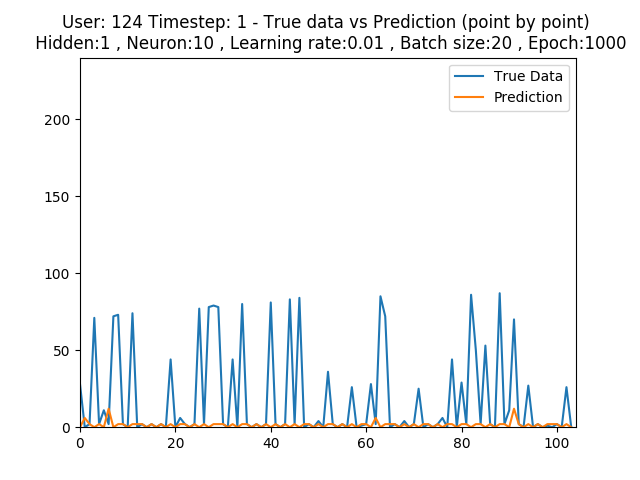 User: 124 Timestep: 1 - True data vs Prediction (point by point)
Hidden:1 , Neuron:10 , Learning rate:0.01 , Batch size:20 , Epoch:1000
True Data
Prediction
200
150
100
50
0
0 20 40 60 80 100